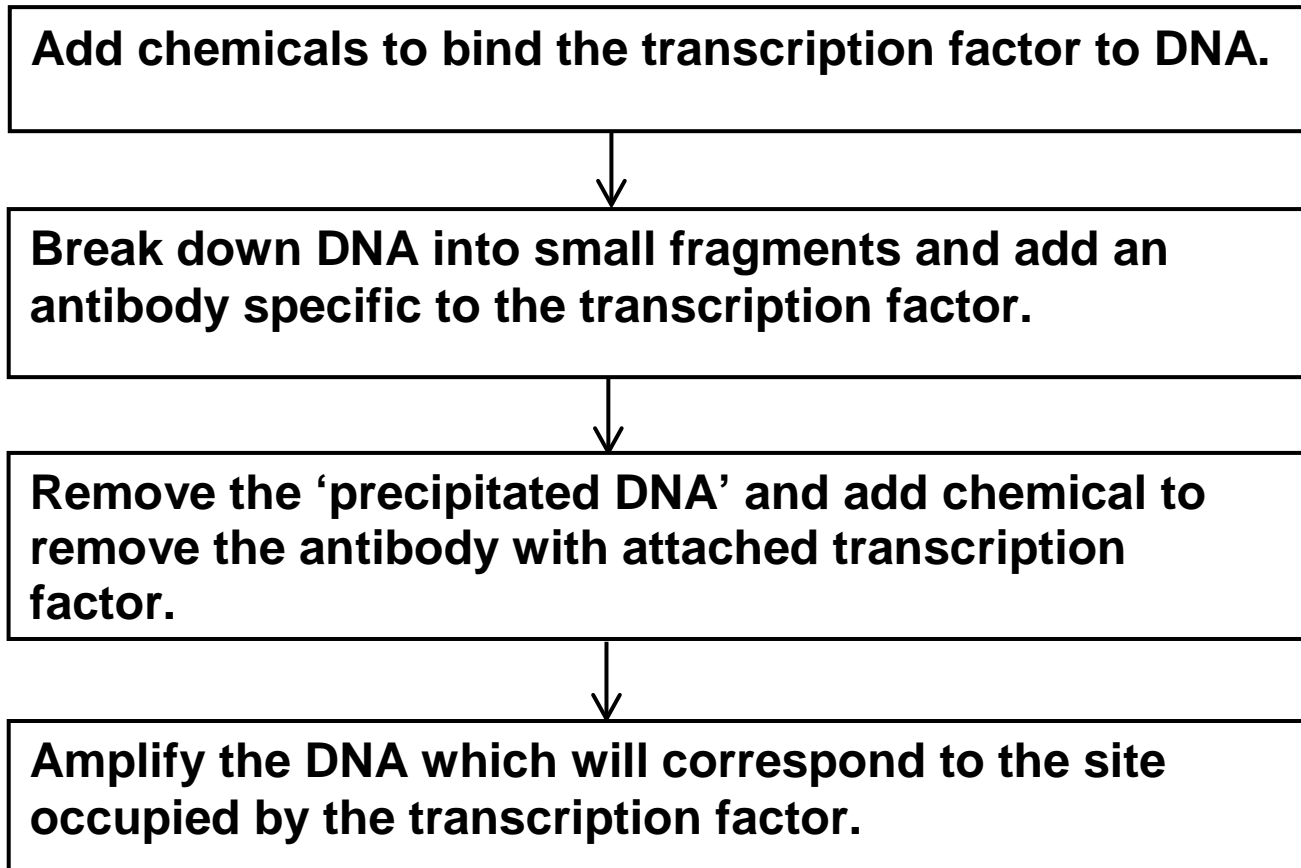 Add chemicals to bind the transcription factor to DNA.
Break down DNA into small fragments and add an
antibody specific to the transcription factor.
Remove the ‘precipitated DNA’ and add chemical to
remove the antibody with attached transcription
factor.
Amplify the DNA which will correspond to the site
occupied by the transcription factor.